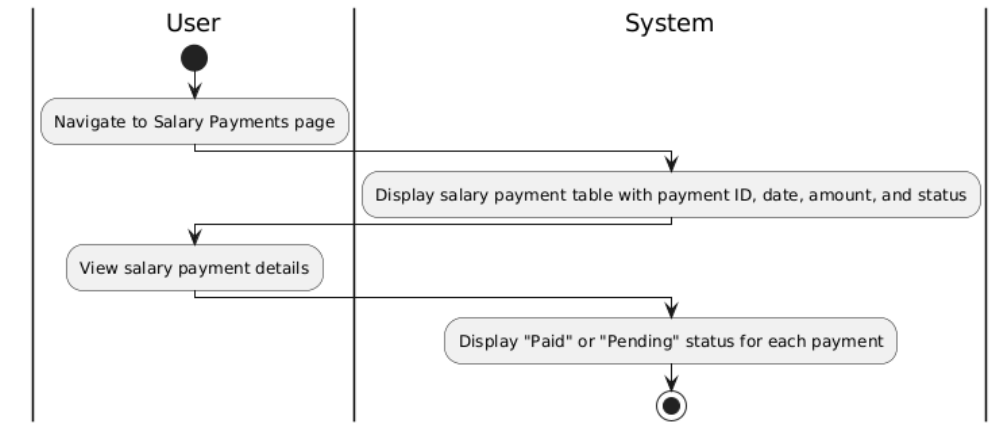 User
System
Navigate to Salary Payments page
Display salary payment table with payment ID, date, amount, and status
View salary payment details
Display "Paid" or "Pending" status for each payment